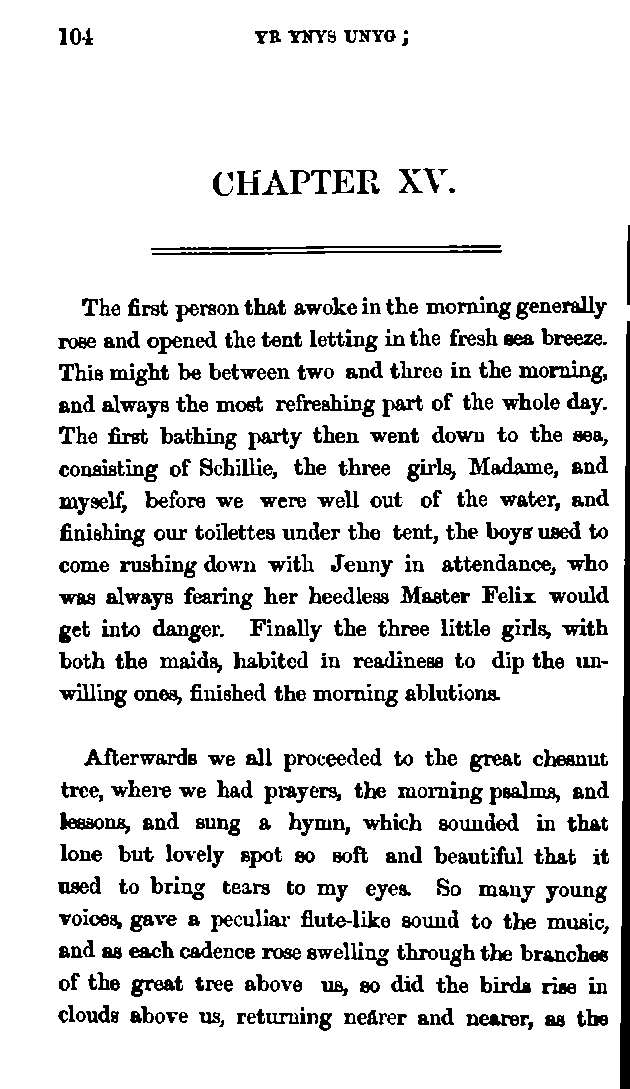 104 YR YNYS UNYG ;
CHAPTER XV.
The first person that awoke in the morning generally
rose and opened the tent letting in the fresh sea breeze.
This might be between two and three in the morning,
and always the most refreshing part of the whole day.
The first bathing party then went down to the sea,
consisting of Schillie, the three girls, Madame, and
myself, before we were well out of the water, and
finishing our toilettes under the tent, the boys used to
come rushing down with Jenny in attendance, who
was always fearing her heedless Master Felix would
get into danger. Finally the three little girls, with
both the maids, habited in readiness to dip the un-
willing ones, finished the morning ablutions.
Afterwards we all proceeded to the great chesnut
tree, where we had prayers, the morning psalms, and
lessons, and sung a hymn, which sounded in that
lone but lovely spot so soft and beautiful that it
used to bring tears to my eyes. So many young
voices, gave a peculiar flute-like sound to the music,
and as each cadence rose swelling through the branches
of the great tree above us, so did the birds rise in
clouds above us, returning nearer and nearer, as the